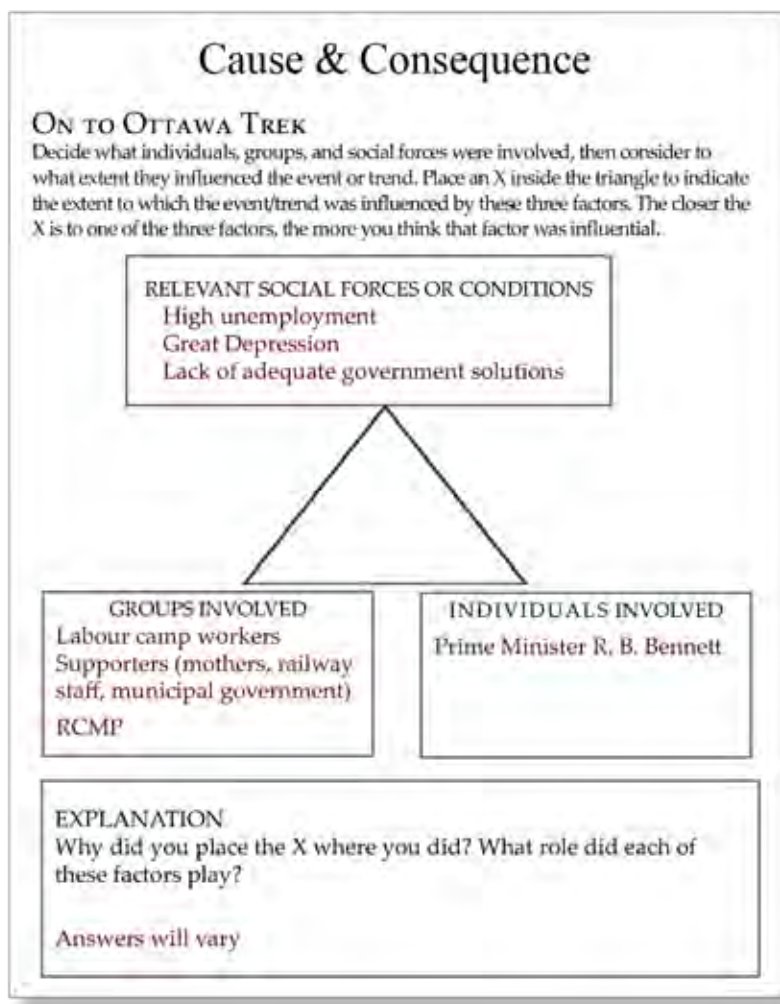 Cause & Consequence
ON TO OTTAWA TREK
Decide what individuals, groups, and social forces were involved, then consider to
what extent they influenced the event or trend. Place an X inside the triangle to indicate
the extent to which the event/trend was influenced by these three factors. The closer the
X is to one of the three factors, the more you think that factor was influential.
RELEVANT SOCIAL FORCES OR CONDITIONS
High unemployment
Great Depression
Lack of adequate government solutions
GROUPS INVOLVED
Labour camp workers
Supporters (mothers, railway
staff, municipal government)
RCMP
INDIVIDUALS INVOLVED
Prime Minister R. B. Bennett
EXPLANATION
Why did you place the X where you did? What role did each of
these factors play?
Answers will vary